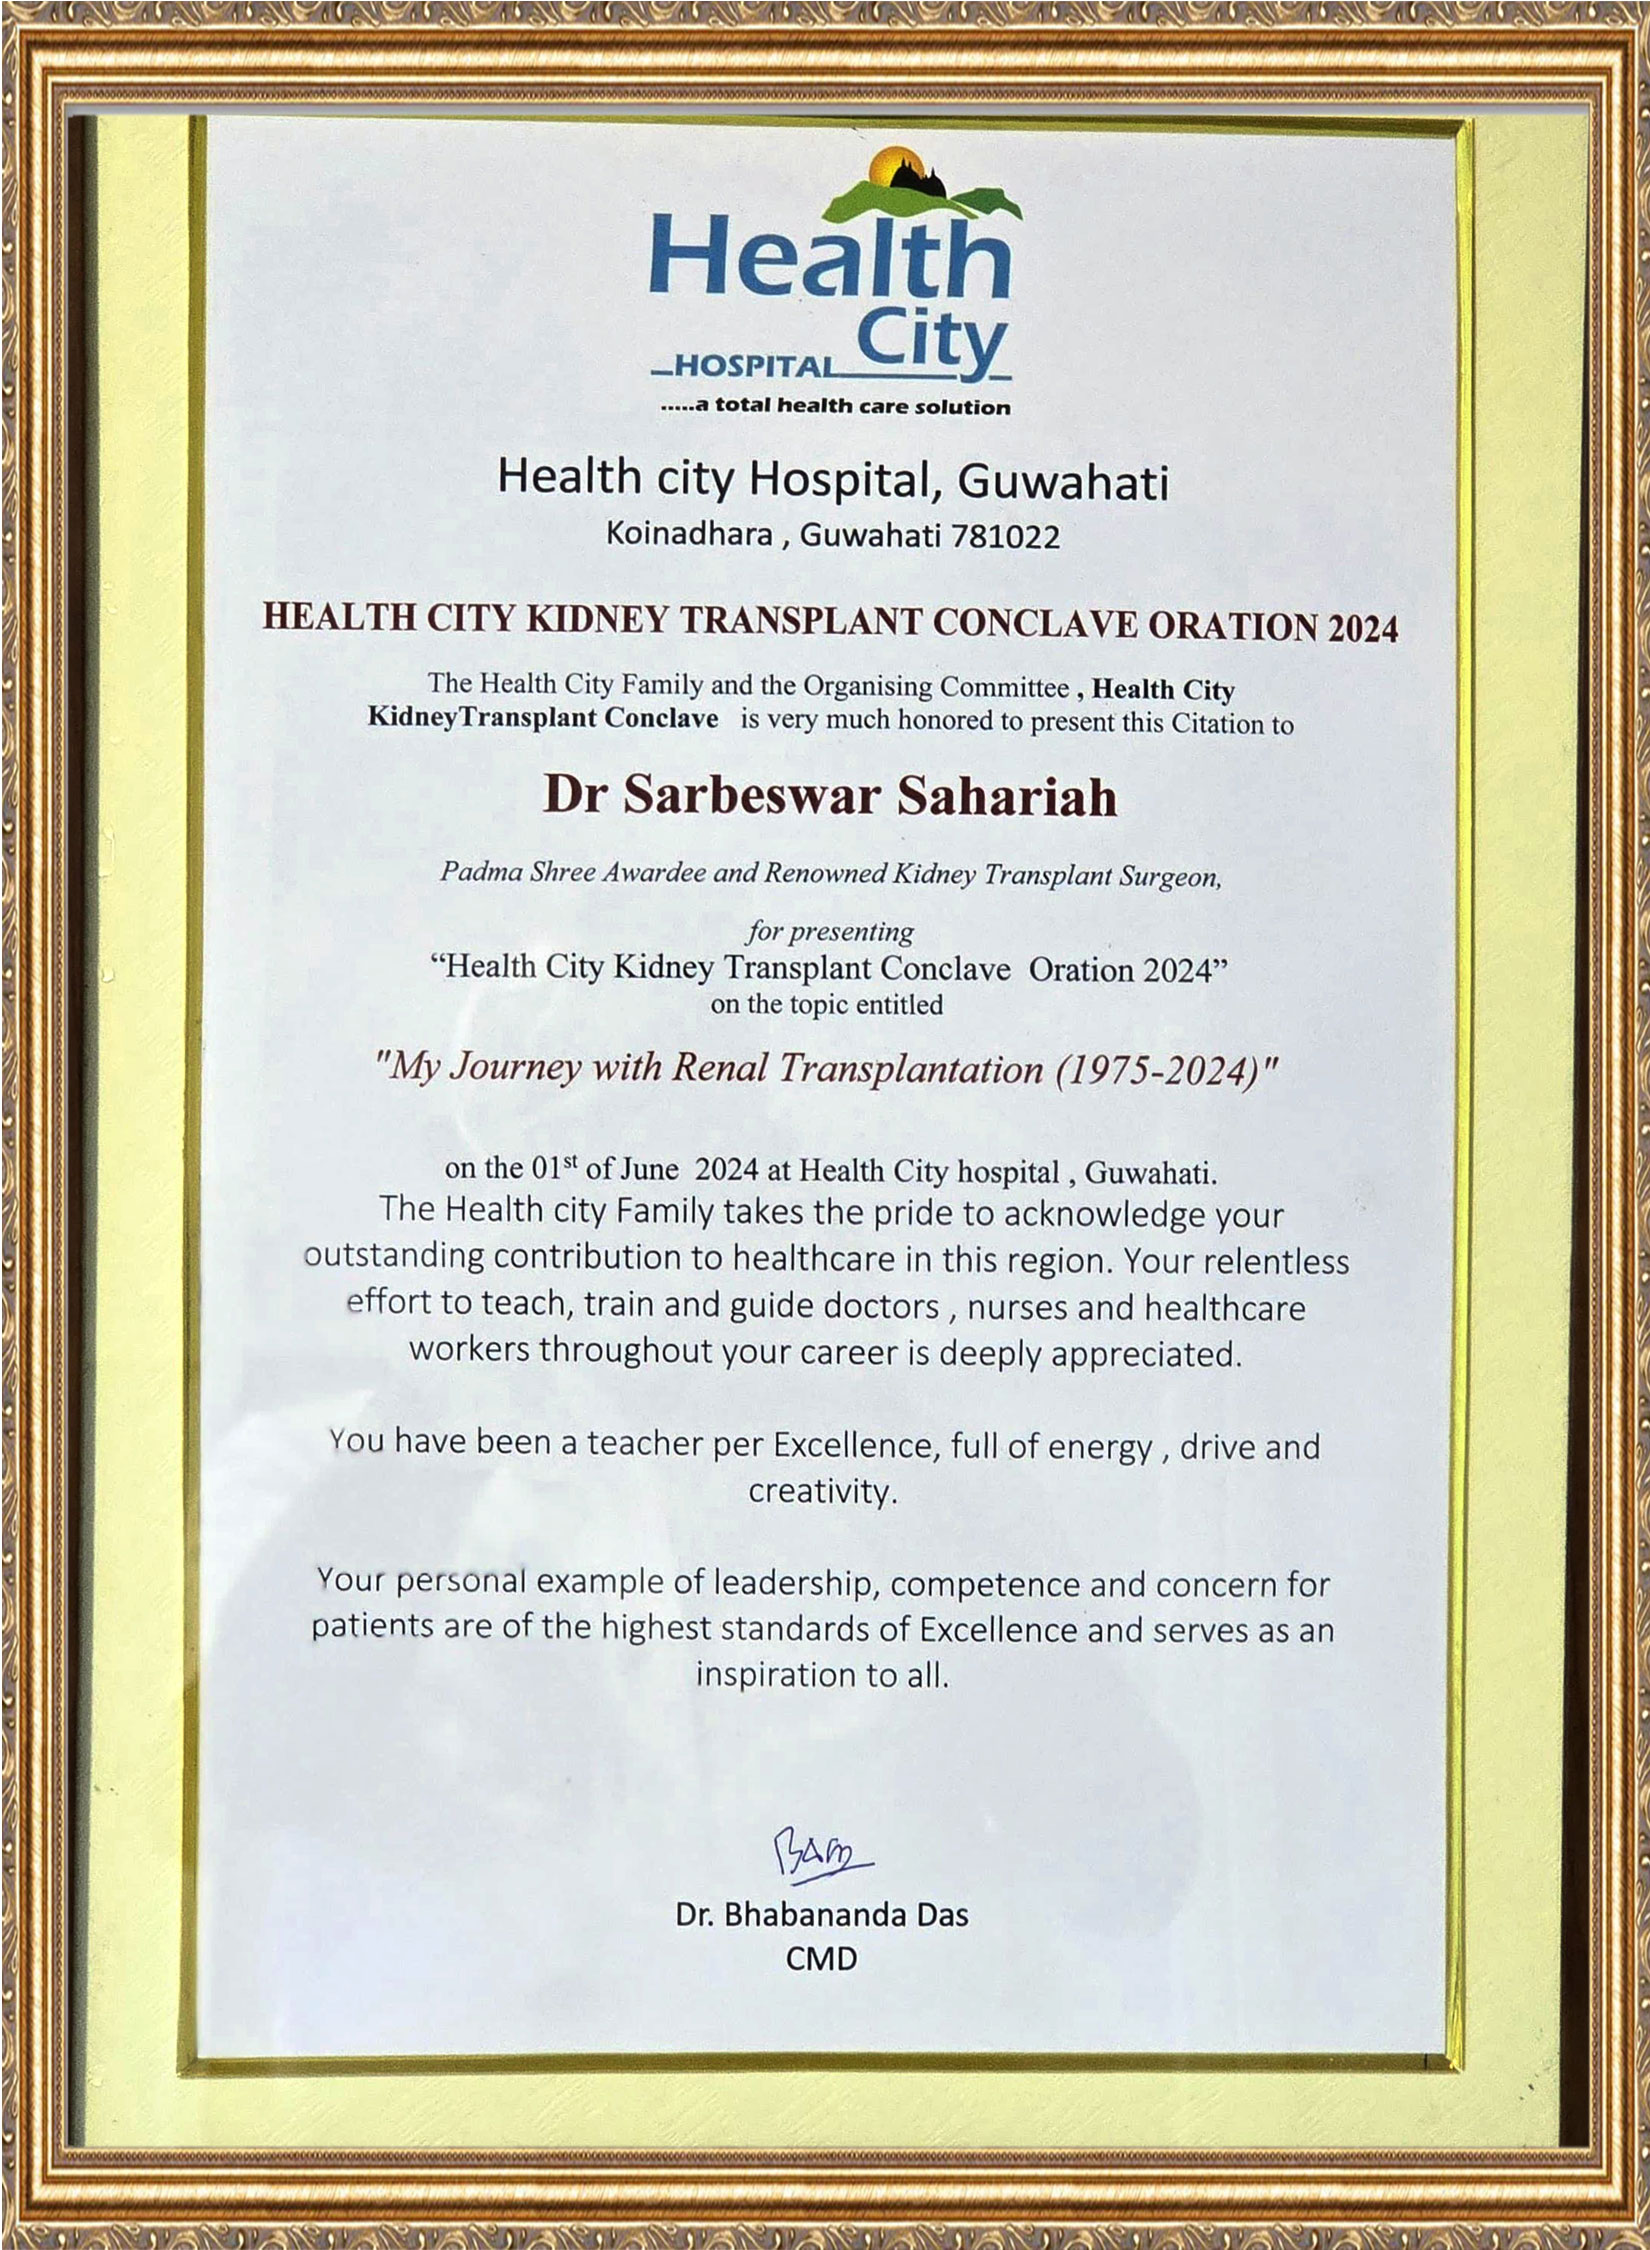 Health
City
HOSPITAL
.....a total health care solution
Health city Hospital, Guwahati
Koinadhara , Guwahati 781022
HEALTH CITY KIDNEY TRANSPLANT CONCLAVE ORATION 2024
The Health City Family and the Organising Committee , Health City
KidneyTransplant Conclave is very much honored to present this Citation to
Dr Sarbeswar Sahariah
Padma Shree Awardee and Renowned Kidney Transplant Surgeon,
for presenting
“Health City Kidney Transplant Conclave Oration 2024”
on the topic entitled
"My Journey with Renal Transplantation (1975-2024)"
on the 01st of June 2024 at Health City hospital , Guwahati.
The Health city Family takes the pride to acknowledge your
outstanding contribution to healthcare in this region. Your relentless
effort to teach, train and guide doctors , nurses and healthcare
workers throughout your career is deeply appreciated.
You have been a teacher per Excellence, full of energy , drive and
creativity.
Your personal example of leadership, competence and concern for
patients are of the highest standards of Excellence and serves as an
inspiration to all.
Dr. Bhabananda Das
CMD